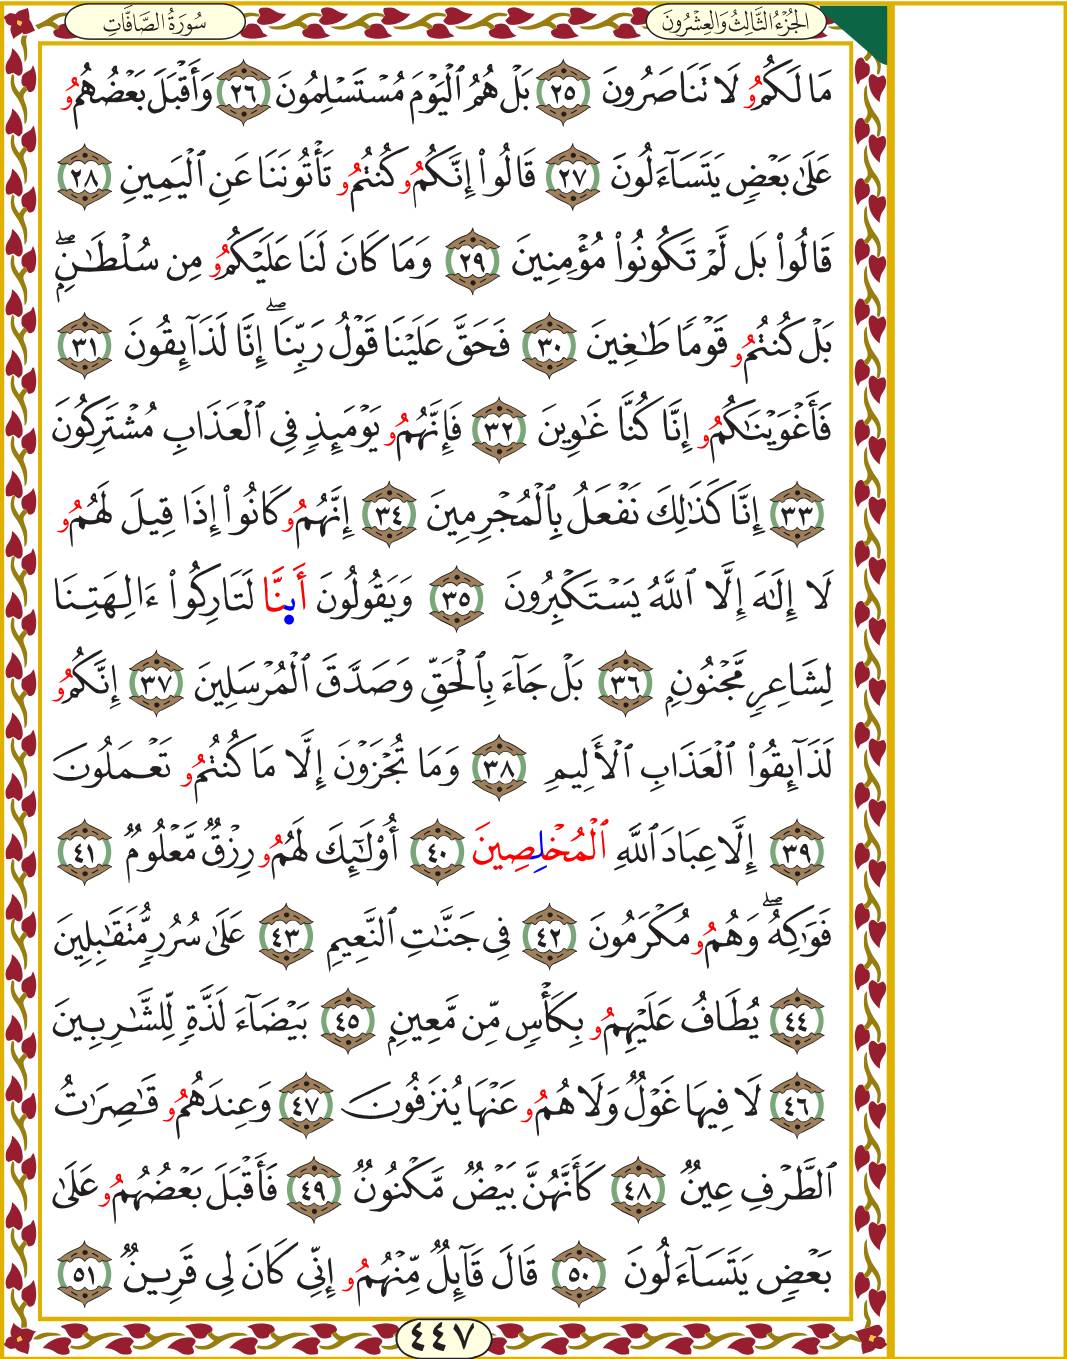 سُورَةُ الصَّافَّاتِ
الجُزْءُ الثَّالِثُ وَالعِشْرُونَ
مَا لَكُمُۥ لَا تَنَاصَرُونَ ٢٥ بَلْ هُمُ ٱلْيَوْمَ مُسْتَسْلِمُونَ ٢٦ وَأَقْبَلَ بَعْضُهُمُۥ
عَلَىٰ بَعْضٍ يَتَسَآءَلُونَ ٢٧ قَالُوا۟ إِنَّكُمُۥ كُنتُمُۥ تَأْتُونَنَا عَنِ ٱلْيَمِينِ ٢٨
قَالُوا۟ بَل لَّمْ تَكُونُوا۟ مُؤْمِنِينَ ٢٩ وَمَا كَانَ لَنَا عَلَيْكُمُۥ مِن سُلْطَٰنٍۭۖ
بَلْ كُنتُمُۥ قَوْمًا طَٰغِينَ ٣٠ فَحَقَّ عَلَيْنَا قَوْلُ رَبِّنَآۖ إِنَّا لَذَآئِقُونَ ٣١
فَأَغْوَيْنَٰكُمُۥ إِنَّا كُنَّا غَٰوِينَ ٣٢ فَإِنَّهُمُۥ يَوْمَئِذٍ فِى ٱلْعَذَابِ مُشْتَرِكُونَ
٣٣ إِنَّا كَذَٰلِكَ نَفْعَلُ بِٱلْمُجْرِمِينَ ٣٤ إِنَّهُمُۥ كَانُوا۟ إِذَا قِيلَ لَهُمُۥ
لَا إِلَٰهَ إِلَّا ٱللَّهُ يَسْتَكْبِرُونَ ٣٥ وَيَقُولُونَ أَىِٕنَّا لَتَارِكُوا۟ ءَالِهَتِنَا
لِشَاعِرٍ مَّجْنُونٍۭ ٣٦ بَلْ جَآءَ بِٱلْحَقِّ وَصَدَّقَ ٱلْمُرْسَلِينَ ٣٧ إِنَّكُمُۥ
لَذَآئِقُوا۟ ٱلْعَذَابِ ٱلْأَلِيمِ ٣٨ وَمَا تُجْزَوْنَ إِلَّا مَا كُنتُمُۥ تَعْمَلُونَ
٣٩ إِلَّا عِبَادَ ٱللَّهِ ٱلْمُخْلِصِينَ ٤٠ أُو۟لَٰٓئِكَ لَهُمُۥ رِزْقٌ مَّعْلُومٌ ٤١
فَوَٰكِهُۖ وَهُمُۥ مُكْرَمُونَ ٤٢ فِى جَنَّٰتِ ٱلنَّعِيمِ ٤٣ عَلَىٰ سُرُرٍ مُّتَقَٰبِلِينَ
٤٤ يُطَافُ عَلَيْهِمُۥ بِكَأْسٍ مِّن مَّعِينٍۭ ٤٥ بَيْضَآءَ لَذَّةٍ لِّلشَّٰرِبِينَ
٤٦ لَا فِيهَا غَوْلٌ وَلَا هُمُۥ عَنْهَا يُنزَفُونَ ٤٧ وَعِندَهُمُۥ قَٰصِرَٰتُ
ٱلطَّرْفِ عِينٌ ٤٨ كَأَنَّهُنَّ بَيْضٌ مَّكْنُونٌ ٤٩ فَأَقْبَلَ بَعْضُهُمُۥ عَلَىٰ
بَعْضٍ يَتَسَآءَلُونَ ٥٠ قَالَ قَآئِلٌ مِّنْهُمُۥ إِنِّى كَانَ لِى قَرِينٌ ٥١
٤٤٧